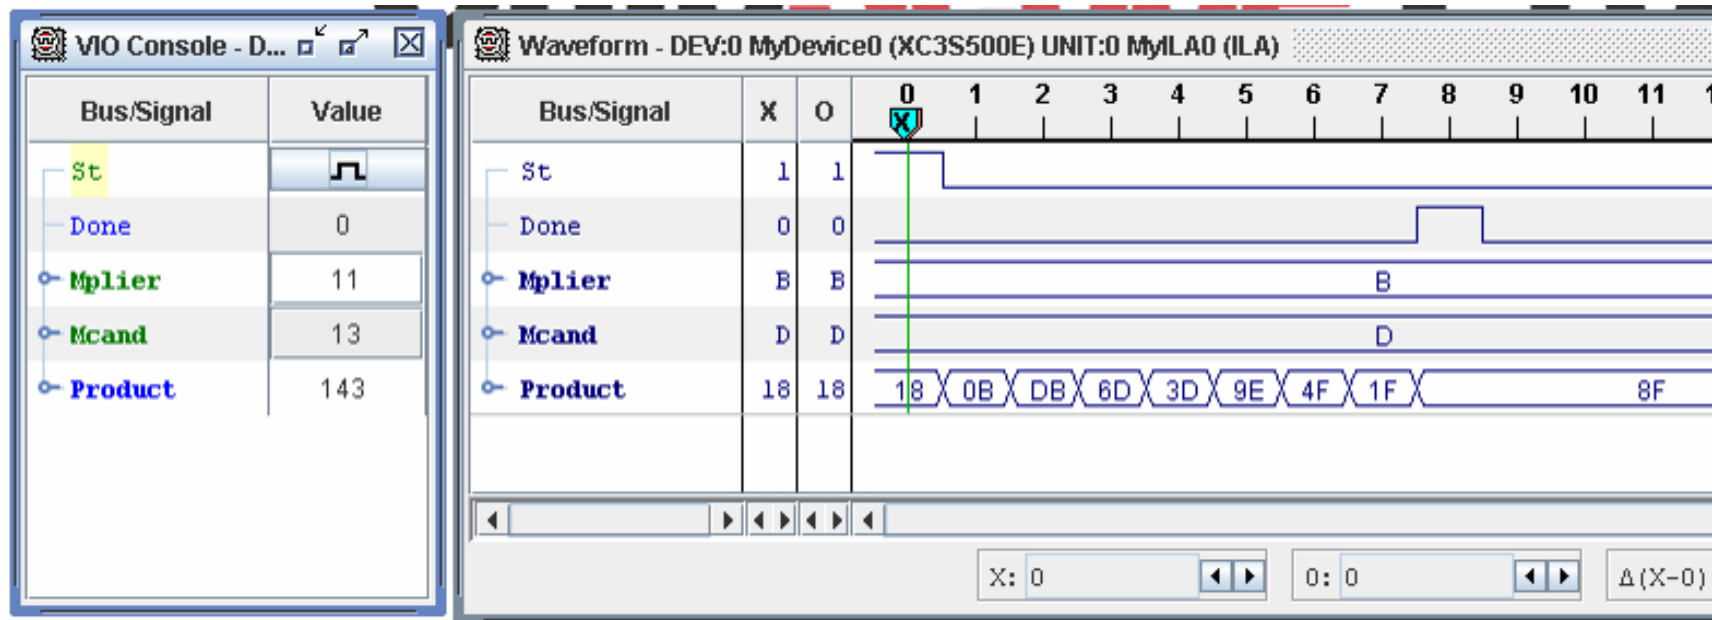 VIO Console - D...
Bus/Signal Value
St
Done 0
Mplier 11
Mcand 13
Product 143
Waveform - DEV:0 MyDevice0 (XC3S500E) UNIT:0 MyILA0 (ILA)
Bus/Signal X O 0 1 2 3 4 5 6 7 8 9 10 11
X
St 1 1
Done 0 0
Mplier B B B
Mcand D D D
Product 18 18 18 0B DB 6D 3D 9E 4F 1F 8F
X: 0 O: 0 Δ(X-O)